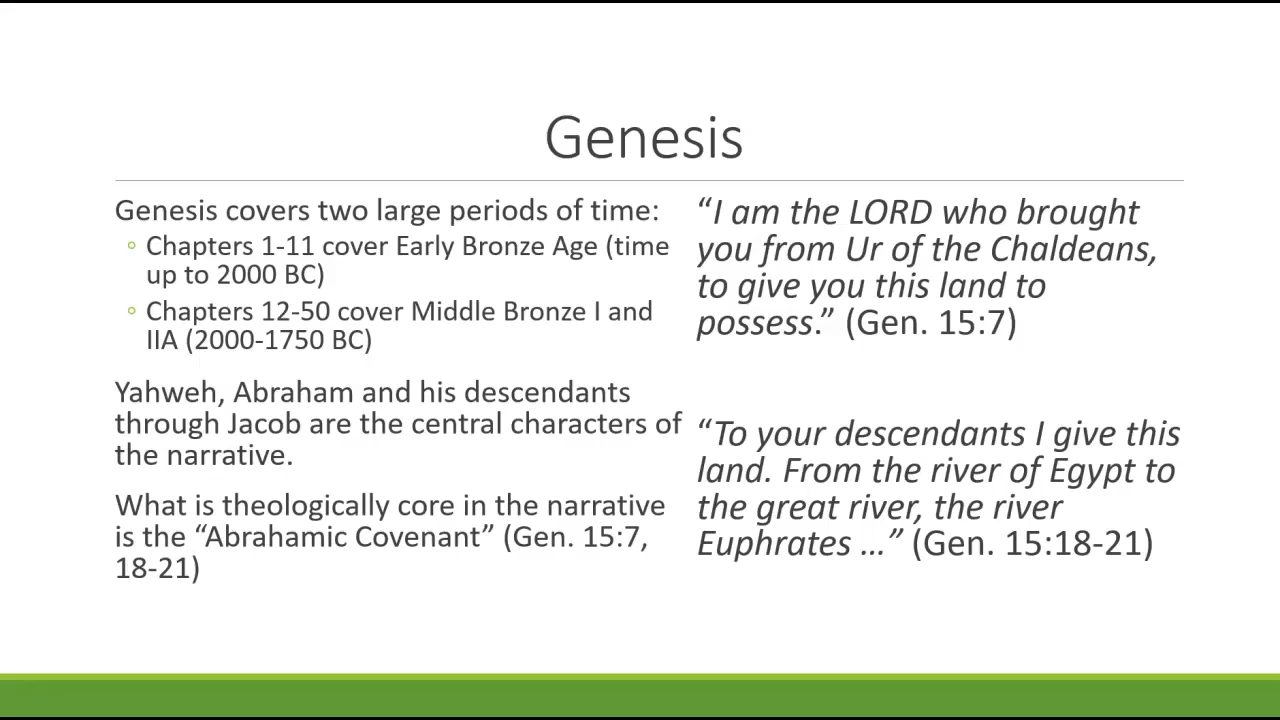 Genesis
Genesis covers two large periods of time:
◦ Chapters 1-11 cover Early Bronze Age (time
up to 2000 BC)
◦ Chapters 12-50 cover Middle Bronze I and
IIA (2000-1750 BC)
Yahweh, Abraham and his descendants
through Jacob are the central characters of
the narrative.
What is theologically core in the narrative
is the “Abrahamic Covenant” (Gen. 15:7,
18-21)
“I am the LORD who brought
you from Ur of the Chaldeans,
to give you this land to
possess.” (Gen. 15:7)
“To your descendants I give this
land. From the river of Egypt to
the great river, the river
Euphrates …” (Gen. 15:18-21)